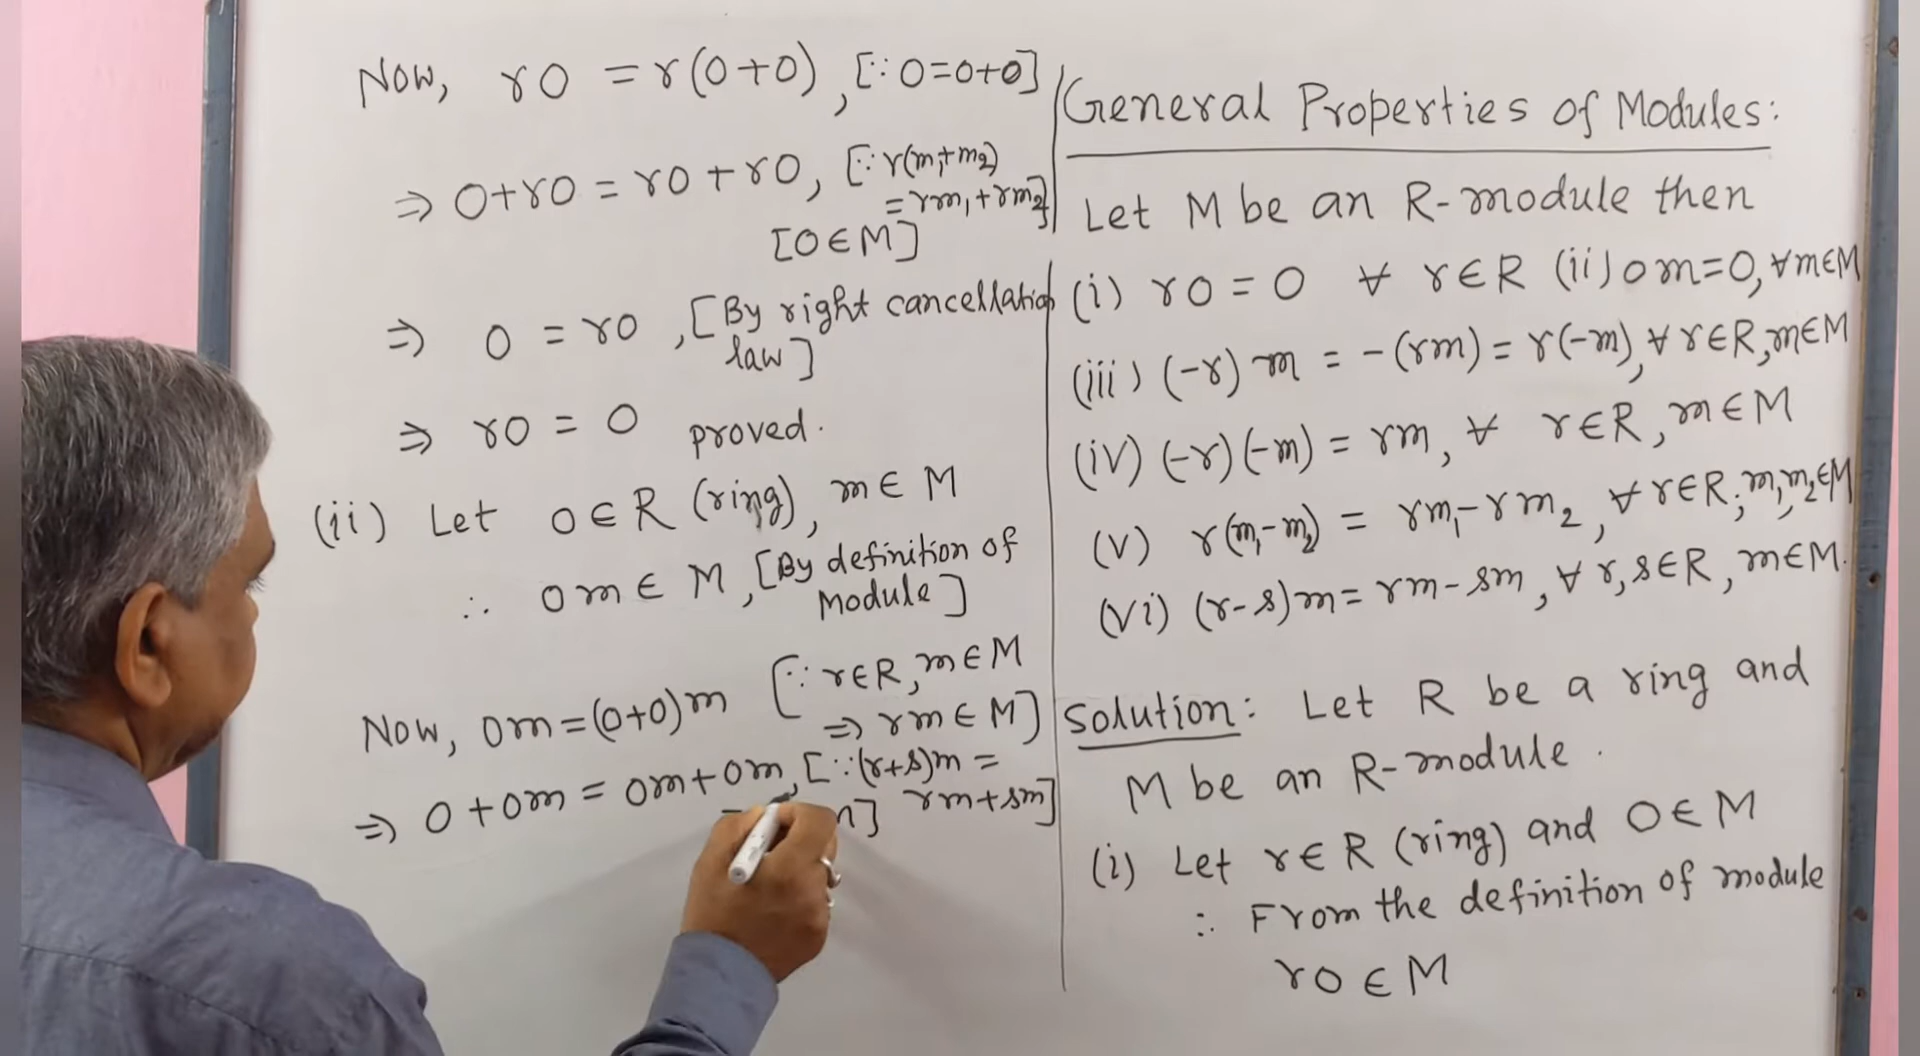 General Properties of Modules:
Let M be an R-module then
(i) r0 = 0 ∀ r∈R (ii) 0m=0, ∀m∈M
(iii) (-r)m = -(rm) = r(-m), ∀ r∈R, m∈M
(iv) (-r)(-m) = rm, ∀ r∈R, m∈M
(v) r(m₁-m₂) = rm₁-rm₂, ∀ r∈R; m₁,m₂∈M
(vi) (r-s)m = rm-sm, ∀ r,s∈R, m∈M.
Solution: Let R be a ring and
M be an R-module.
(i) Let r∈R (ring) and 0∈M
∴ From the definition of module
r0∈M
Now, r0 = r(0+0), [∵ 0=0+0]
⇒ 0+r0 = r0+r0, [∵ r(m₁+m₂)
=rm₁+rm₂]
[0∈M]
⇒ 0 = r0, [By right cancellation
law]
⇒ r0 = 0 proved.
(ii) Let 0∈R (ring), m∈M
∴ 0m∈M, [By definition of
Module]
Now, 0m=(0+0)m [∵ r∈R, m∈M
⇒ rm∈M]
⇒ 0+0m = 0m+0m, [∵(r+s)m =
rm+sm]